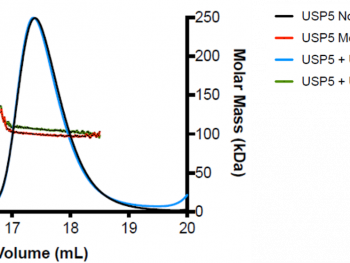 250
200
150
100
50
0
17
18
19
20
Volume (mL)
Molar Mass (kDa)
USP5 No
USP5 Mo
USP5 + U
USP5 + U